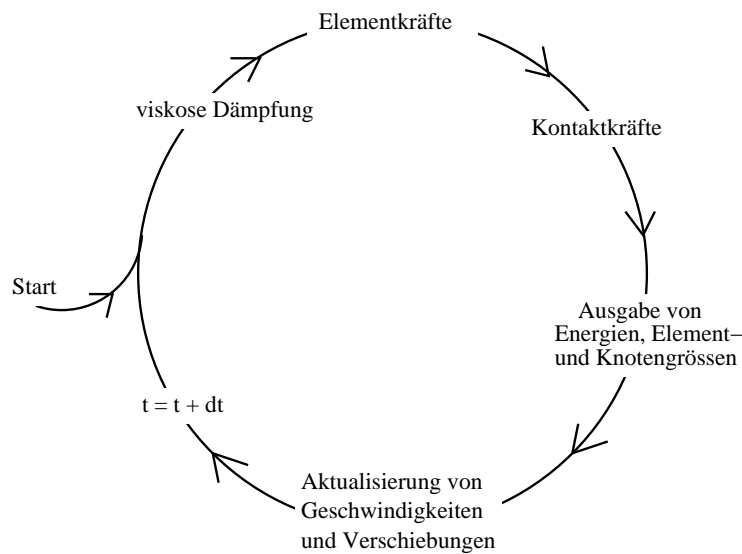 Elementkräfte
viskose Dämpfung
Kontaktkräfte
Start
Ausgabe von
Energien, Element–
und Knotengrössen
t = t + dt
Aktualisierung von
Geschwindigkeiten
und Verschiebungen